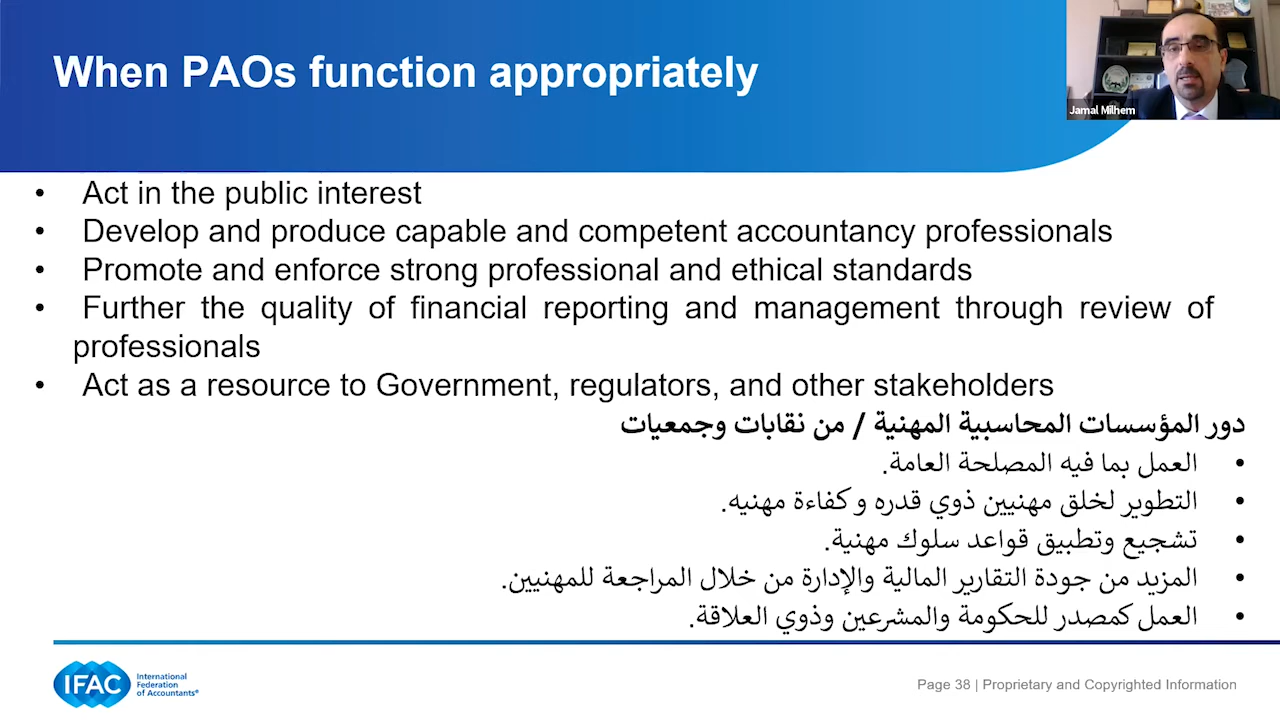 When PAOs function appropriately
Jamal Milhem
• Act in the public interest
• Develop and produce capable and competent accountancy professionals
• Promote and enforce strong professional and ethical standards
• Further the quality of financial reporting and management through review of
professionals
• Act as a resource to Government, regulators, and other stakeholders
دور المؤسسات المحاسبية المهنية / من نقابات وجمعيات
• العمل بما فيه المصلحة العامة.
• التطوير لخلق مهنيين ذوي قدره وكفاءة مهنيه.
• تشجيع وتطبيق قواعد سلوك مهنية.
• المزيد من جودة التقارير المالية والإدارة من خلال المراجعة للمهنيين.
• العمل كمصدر للحكومة والمشرعين وذوي العلاقة.
IFAC
International
Federation
of Accountants®
Page 38 | Proprietary and Copyrighted Information